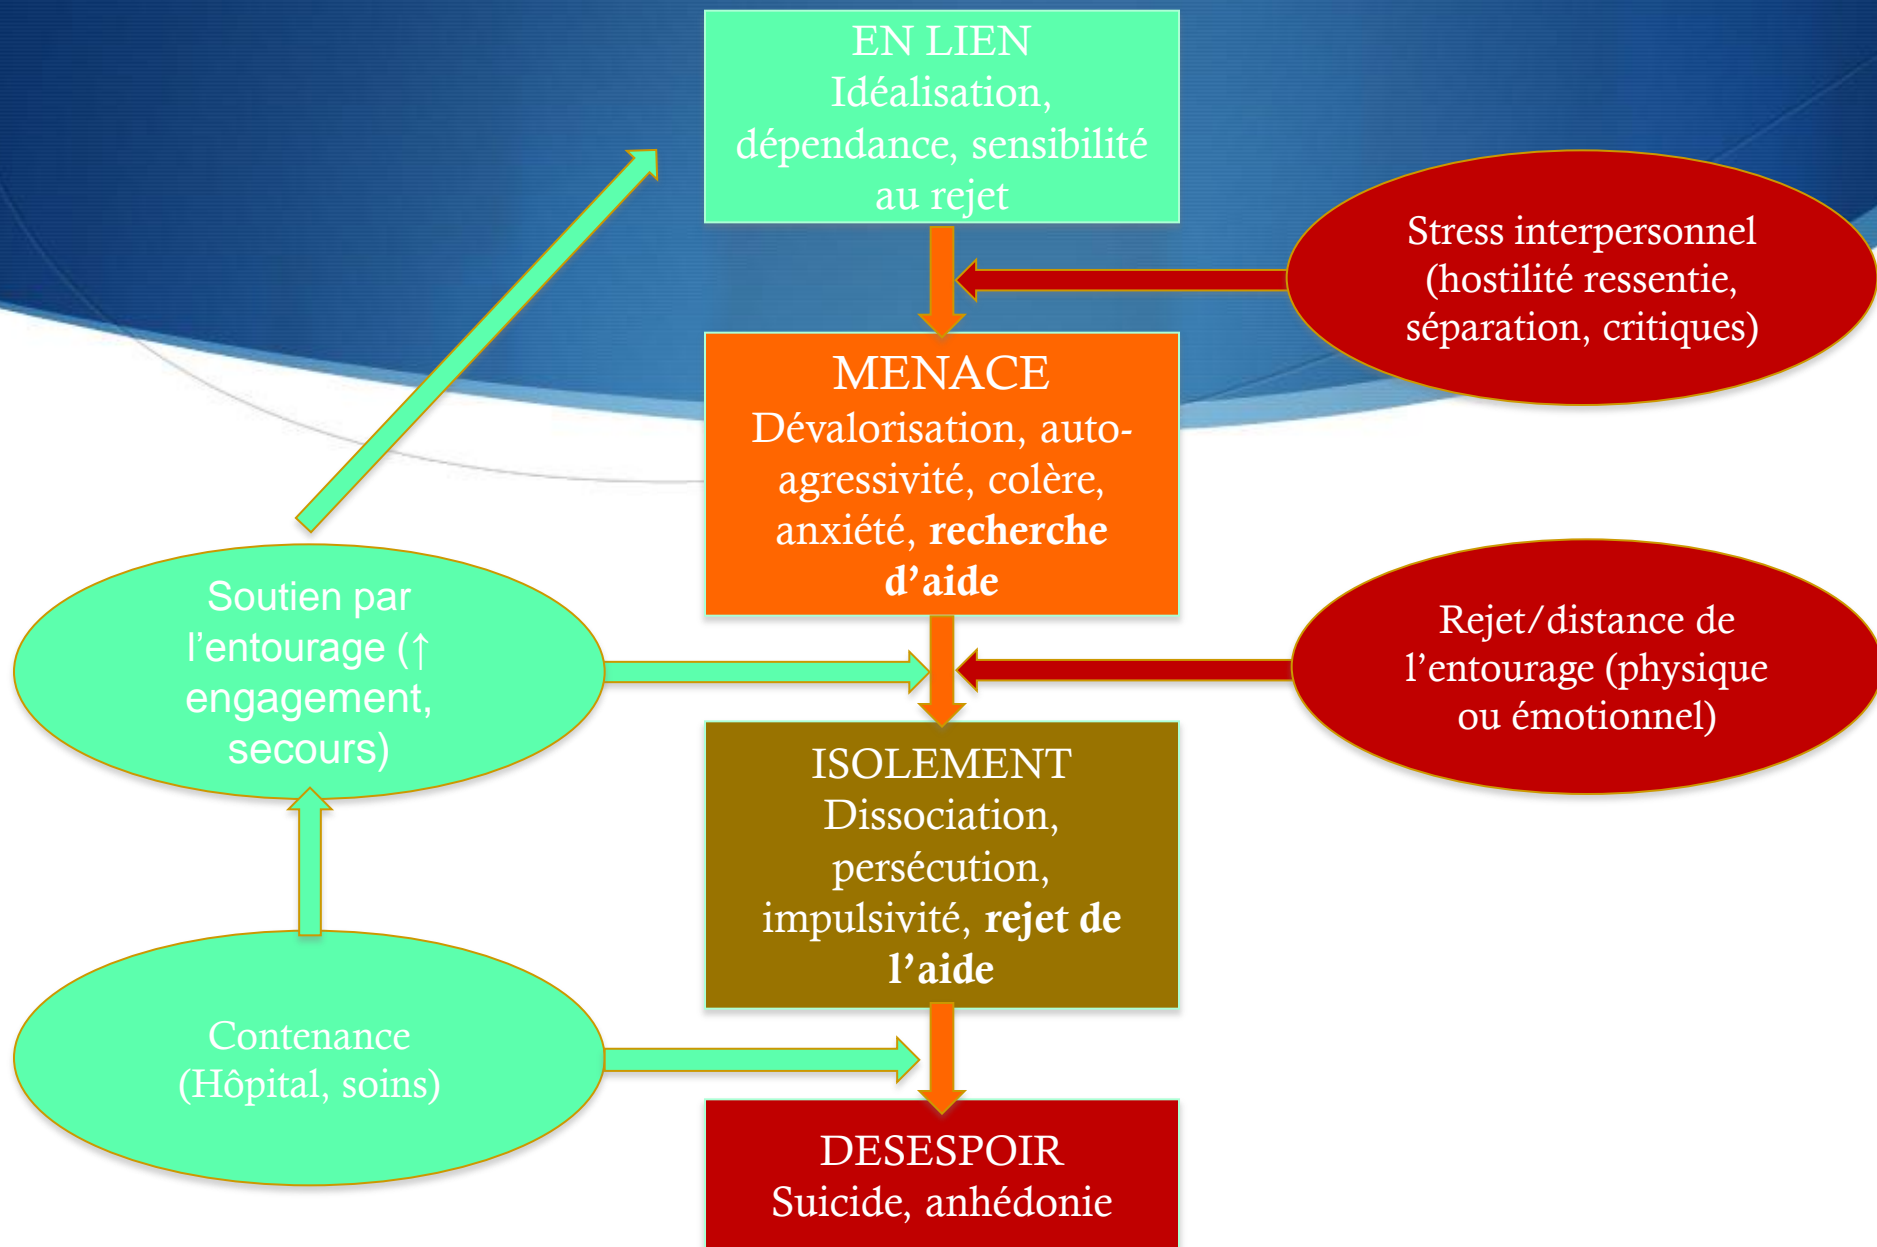 EN LIEN
Idéalisation,
dépendance, sensibilité
au rejet
Stress interpersonnel
(hostilité ressentie,
séparation, critiques)
MENACE
Dévalorisation, auto-
agressivité, colère,
anxiété, recherche
d’aide
Soutien par
l’entourage (↑
engagement,
secours)
Rejet/distance de
l’entourage (physique
ou émotionnel)
ISOLEMENT
Dissociation,
persécution,
impulsivité, rejet de
l’aide
Contenance
(Hôpital, soins)
DESESPOIR
Suicide, anhédonie